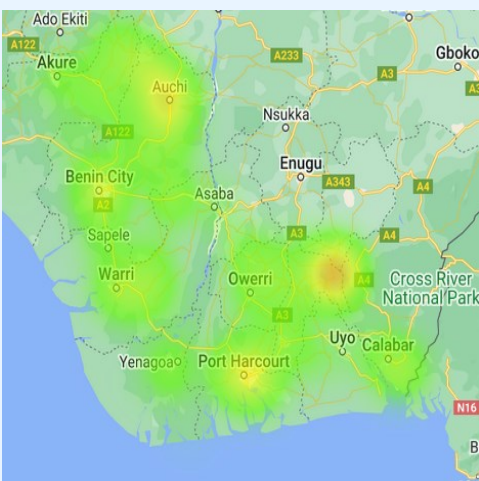 Ado Ekiti
A122
Akure
A233
Gboko
A3
A3
Auchi
Nsukka
A122
Enugu
Benin City
A343
A4
A2
Asaba
Sapele
A3
A4
Warri
Owerri
A4
Cross River
National Park
A3
Uyo
Calabar
Yenagoa
Port Harcourt
N16
B